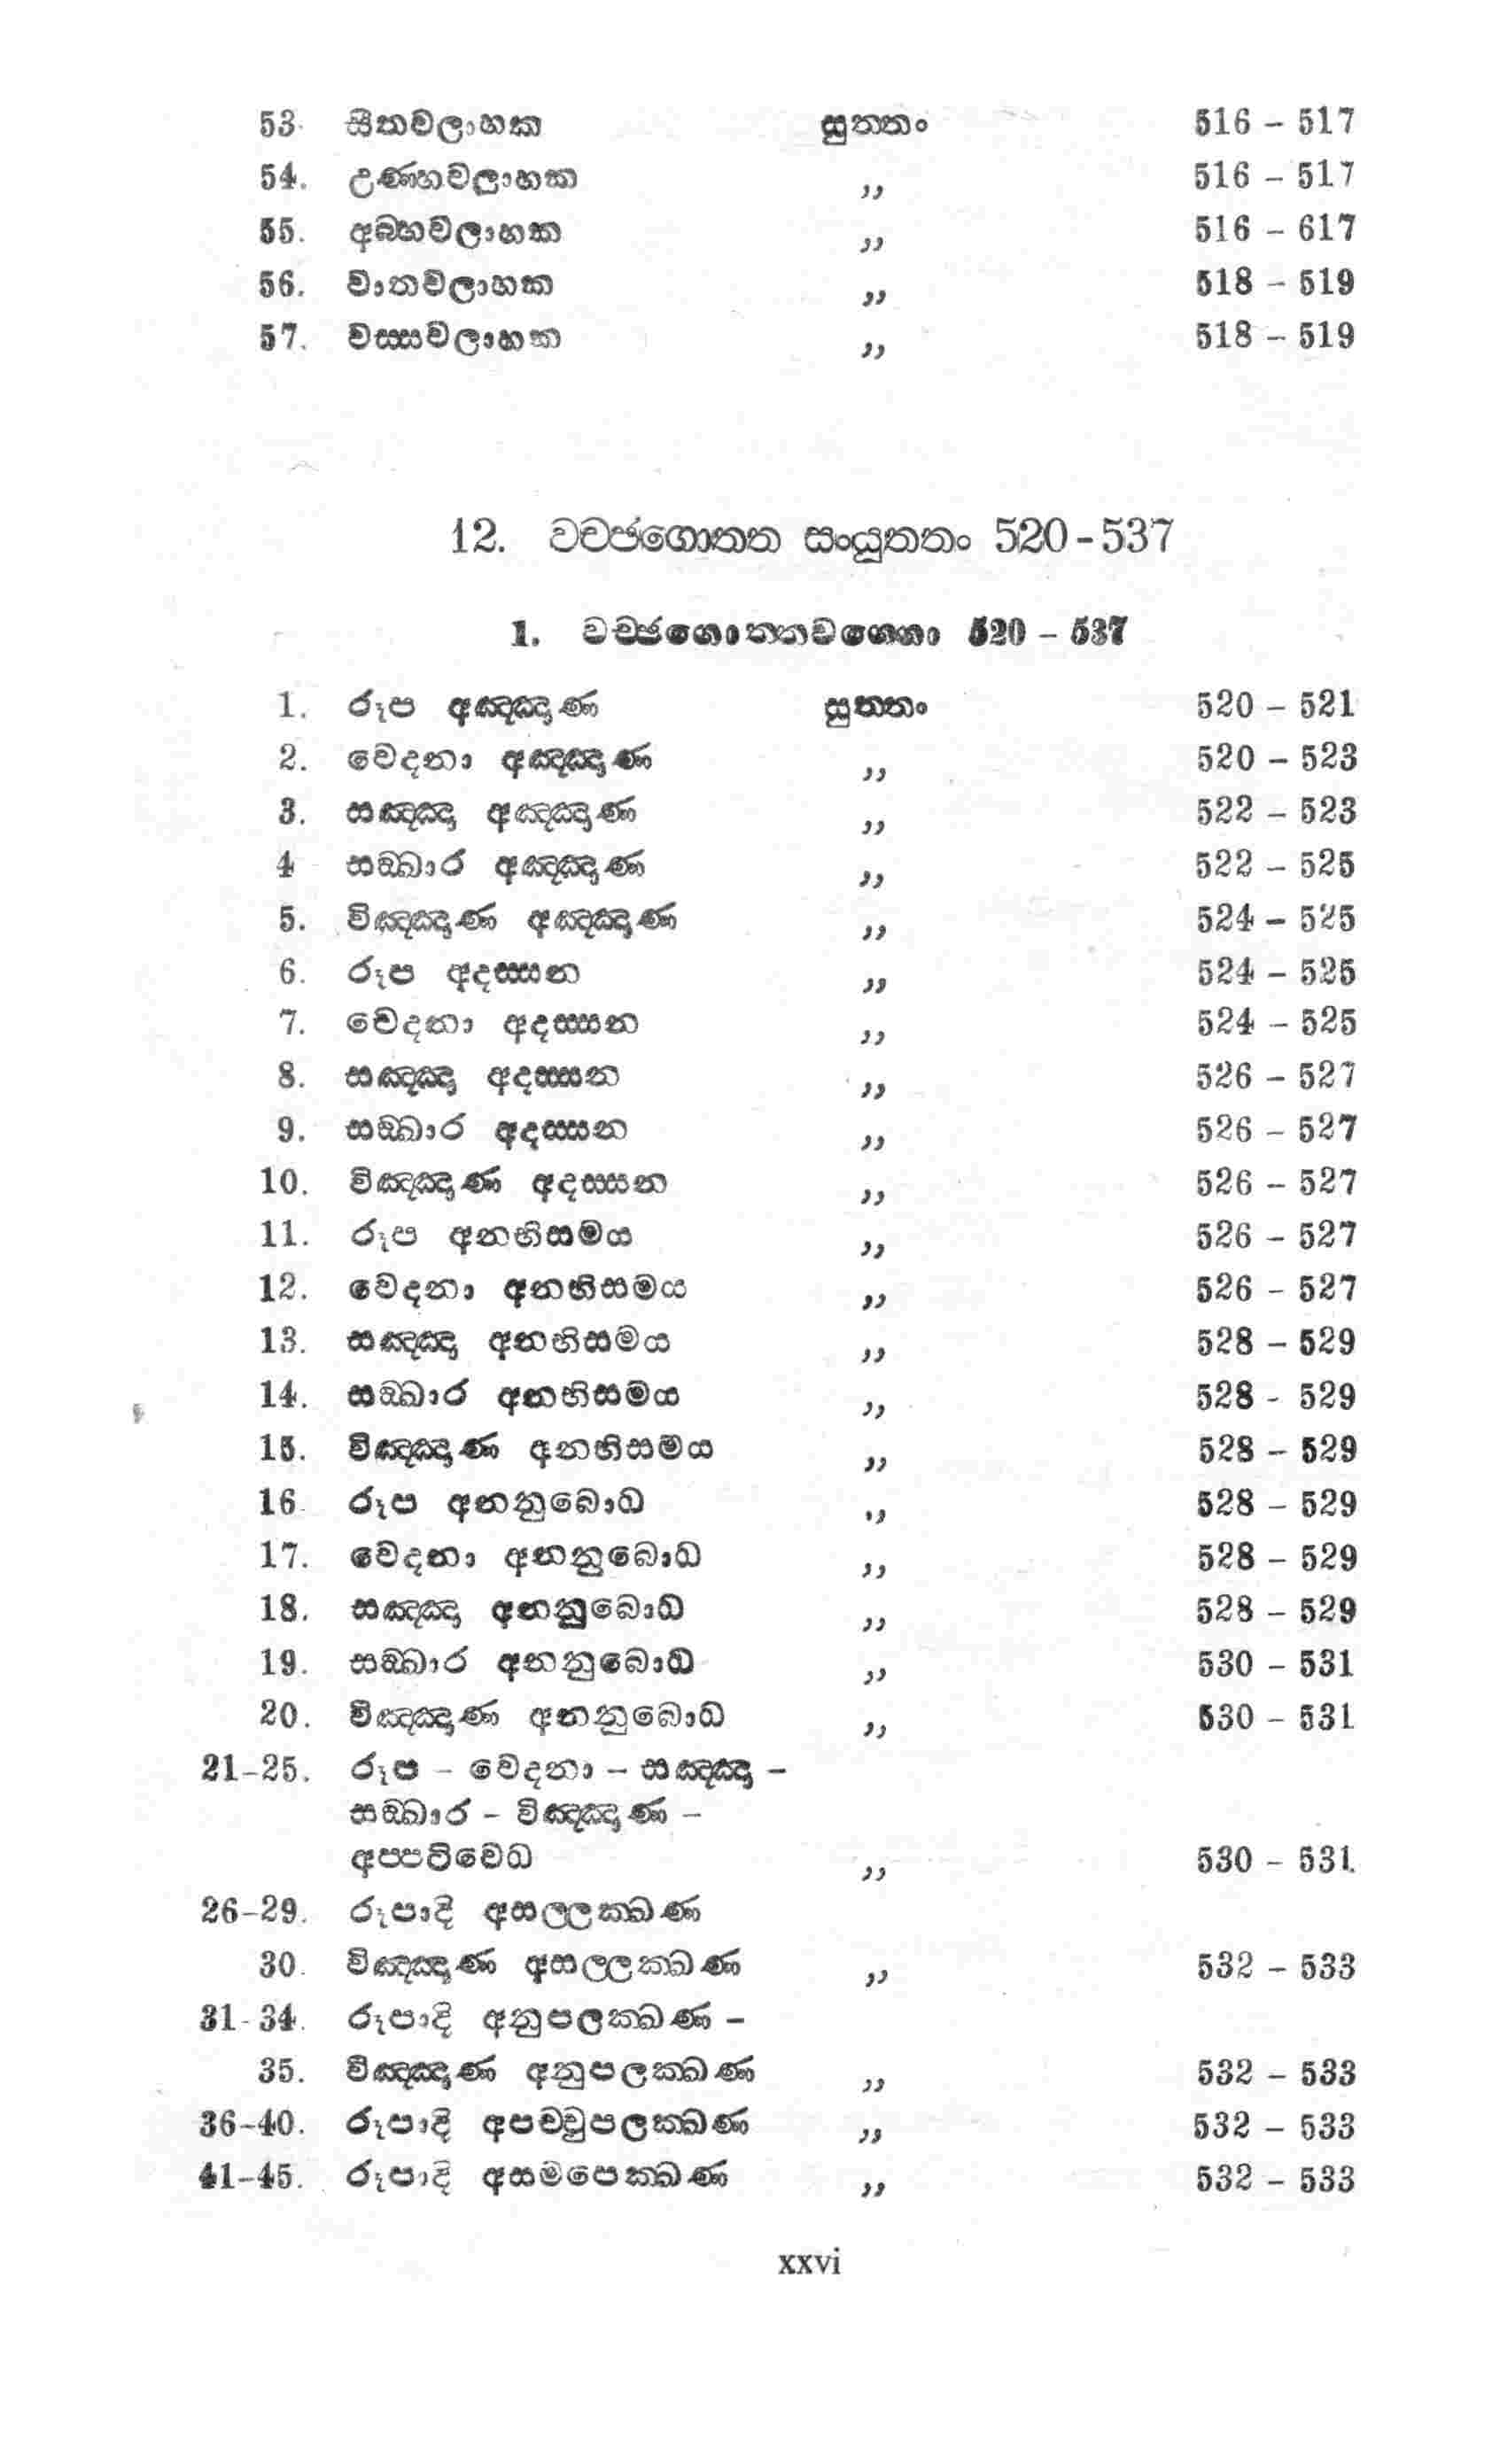 53. සීතවලාහක සුත්තං 516 – 517
54. උණ්හවලාහක ,, 516 – 517
55. අබ්භවලාහක ,, 516 – 617
56. වාතවලාහක ,, 518 – 519
57. වස්සවලාහක ,, 518 – 519
12. වච්ඡගොත්ත සංයුත්තං 520-537
1. වච්ඡගොත්තවග්ගො 520 – 537
1. රූප අඤ්ඤාණ සුත්තං 520 – 521
2. වෙදනා අඤ්ඤාණ ,, 520 – 523
3. සඤ්ඤා අඤ්ඤාණ ,, 522 – 523
4 සඞ්ඛාර අඤ්ඤාණ ,, 522 – 525
5. විඤ්ඤාණ අඤ්ඤාණ ,, 524 – 525
6. රූප අදස්සන ,, 524 – 525
7. වෙදනා අදස්සන ,, 524 – 525
8. සඤ්ඤා අදස්සන ,, 526 – 527
9. සඞ්ඛාර අදස්සන ,, 526 – 527
10. විඤ්ඤාණ අදස්සන ,, 526 – 527
11. රූප අනභිසමය ,, 526 – 527
12. වෙදනා අනභිසමය ,, 526 – 527
13. සඤ්ඤා අනභිසමය ,, 528 – 529
14. සඞ්ඛාර අනභිසමය ,, 528 - 529
15. විඤ්ඤාණ අනභිසමය ,, 528 – 529
16. රූප අනනුබොධ ,, 528 – 529
17. වෙදනා අනනුබොධ ,, 528 – 529
18. සඤ්ඤා අනනුබොධ ,, 528 – 529
19. සඞ්ඛාර අනනුබොධ ,, 530 – 531
20. විඤ්ඤාණ අනනුබොධ ,, 530 – 531
21–25. රූප – වෙදනා – සඤ්ඤා –
සඞ්ඛාර – විඤ්ඤාණ –
අප්පටිවෙධ ,, 530 – 531
26–29. රූපාදි අසල්ලක්ඛණ
30. විඤ්ඤාණ අසල්ලක්ඛණ ,, 532 – 533
31-34. රූපාදි අනුපලක්ඛණ –
35. විඤ්ඤාණ අනුපලක්ඛණ ,, 532 – 533
36–40. රූපාදි අපච්චුපලක්ඛණ ,, 532 – 533
41–45. රූපාදි අසමපෙක්ඛණ ,, 532 – 533
xxvi